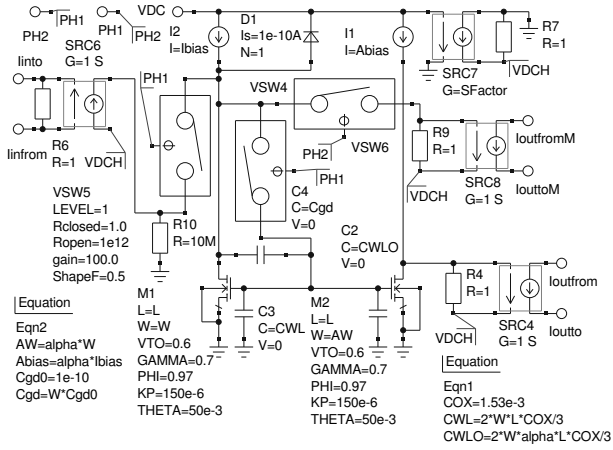 PH1
PH2
PH1
PH2
VDC
I2
I=Ibias
D1
Is=1e-10A
N=1
I1
I=Abias
R7
R=1
SRC6
G=1 S
Iinto
Iinfrom
R6
R=1
VDCH
PH1
VSW4
SRC7
G=SFactor
VDCH
PH2
VSW6
R9
R=1
VDCH
SRC8
G=1 S
IoutfromM
IouttoM
VSW5
LEVEL=1
Rclosed=1.0
Ropen=1e12
gain=100.0
ShapeF=0.5
R10
R=10M
PH1
C4
C=Cgd
V=0
C2
C=CWLO
V=0
R4
R=1
VDCH
SRC4
G=1 S
Ioutfrom
Ioutto
Equation
Eqn2
AW=alpha*W
Abias=alpha*Ibias
Cgd0=1e-10
Cgd=W*Cgd0
M1
L=L
W=W
VTO=0.6
GAMMA=0.7
PHI=0.97
KP=150e-6
THETA=50e-3
C3
C=CWL
V=0
M2
L=L
W=AW
VTO=0.6
GAMMA=0.7
PHI=0.97
KP=150e-6
THETA=50e-3
Equation
Eqn1
COX=1.53e-3
CWL=2*W*L*COX/3
CWLO=2*W*alpha*L*COX/3